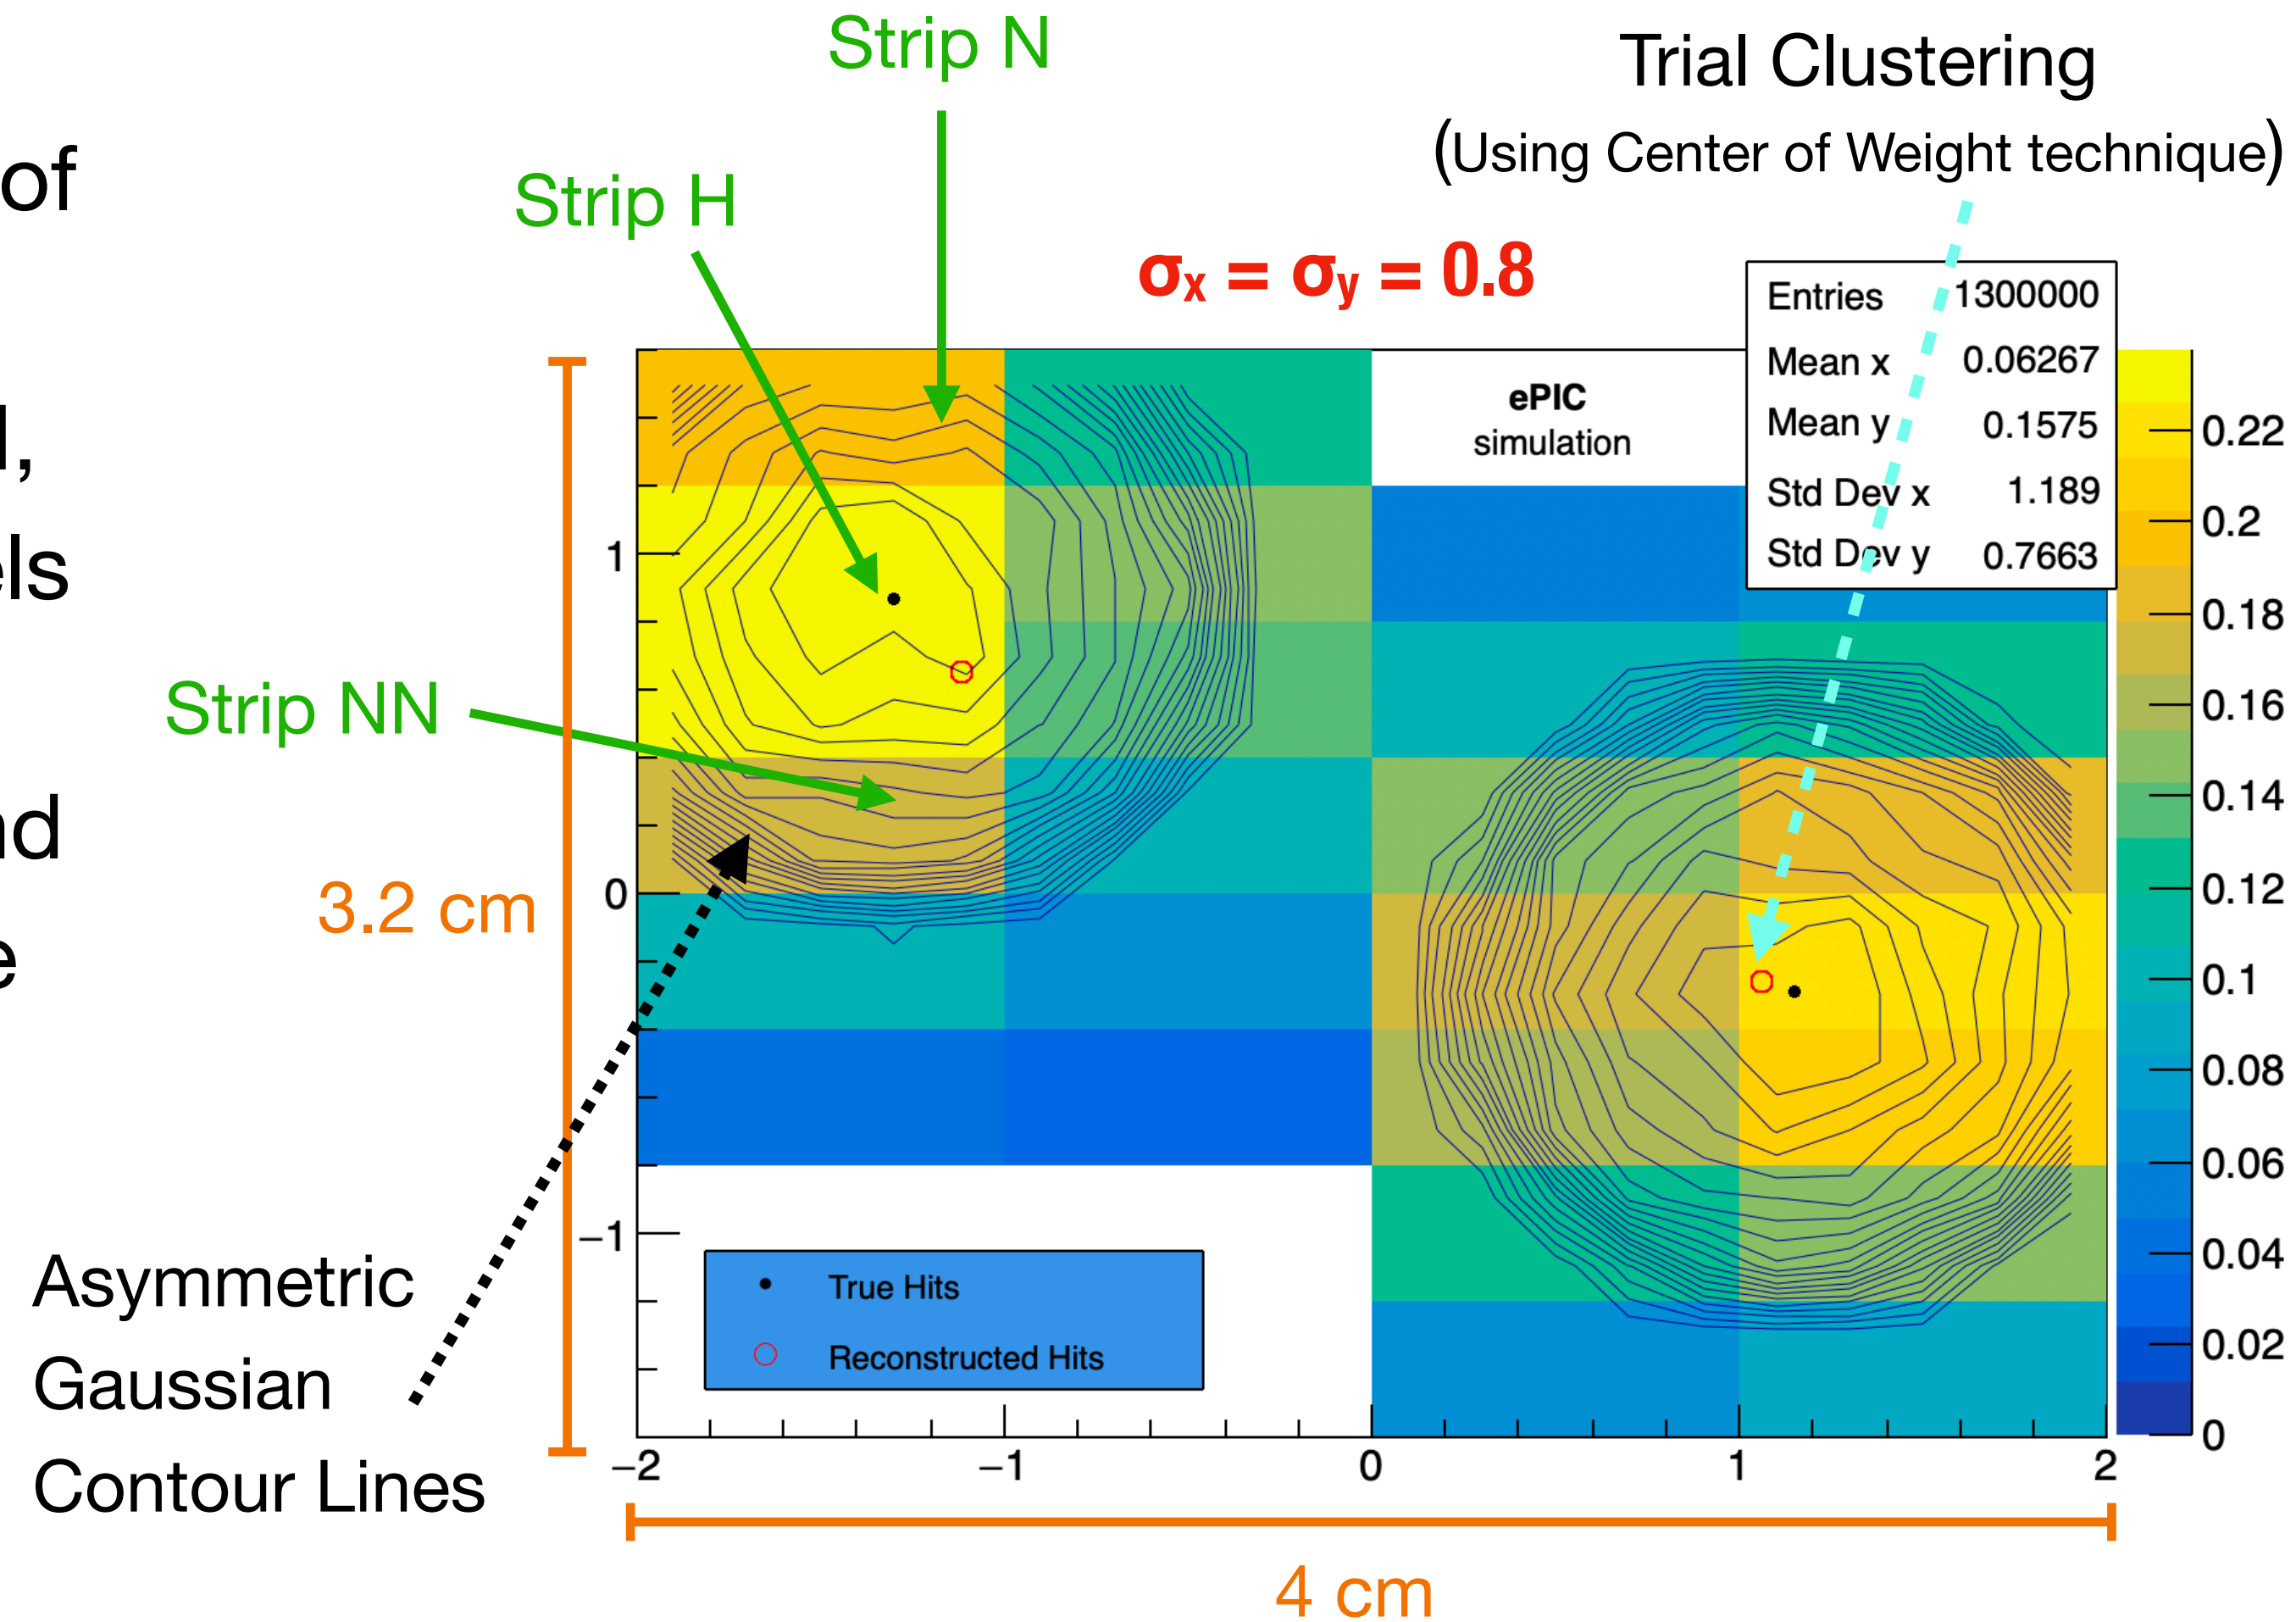 Strip N
Trial Clustering
(Using Center of Weight technique)
of
Strip H
σx = σy = 0.8
Entries 1300000
Mean x 0.06267
Mean y 0.1575
Std Dev x 1.189
Std Dev y 0.7663
ePIC
simulation
d,
els
Strip NN
nd
3.2 cm
e
1
0
−1
0.22
0.2
0.18
0.16
0.14
0.12
0.1
0.08
0.06
0.04
0.02
0
Asymmetric
Gaussian
Contour Lines
True Hits
Reconstructed Hits
−2 −1 0 1 2
4 cm